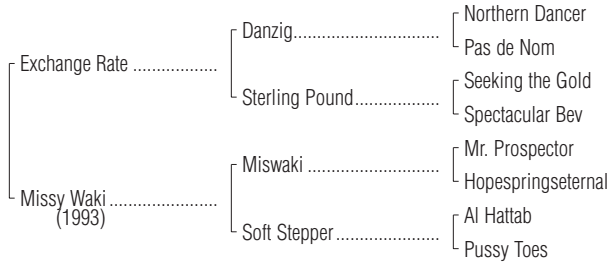 Northern Dancer
Danzig......................................
Pas de Nom
Exchange Rate ..................
Seeking the Gold
Sterling Pound..................
Spectacular Bev
Mr. Prospector
Miswaki ..............................
Hopespringseternal
Missy Waki.......................
(1993)
Al Hattab
Soft Stepper.......................
Pussy Toes